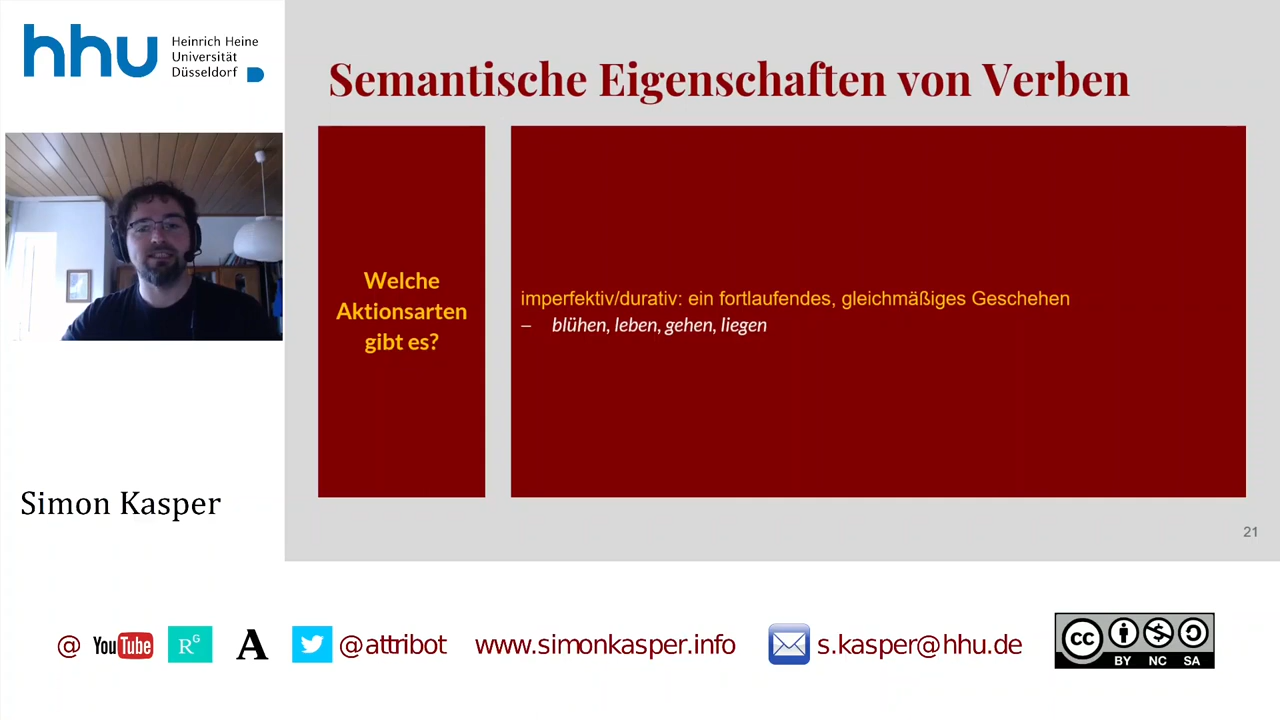 hhu
Heinrich Heine
Universität
Düsseldorf
Semantische Eigenschaften von Verben
Welche
Aktionsarten
gibt es?
imperfektiv/durativ: ein fortlaufendes, gleichmäßiges Geschehen
– blühen, leben, gehen, liegen
Simon Kasper
21
@ YouTube RG A @attribot www.simonkasper.info s.kasper@hhu.de
cc BY NC SA